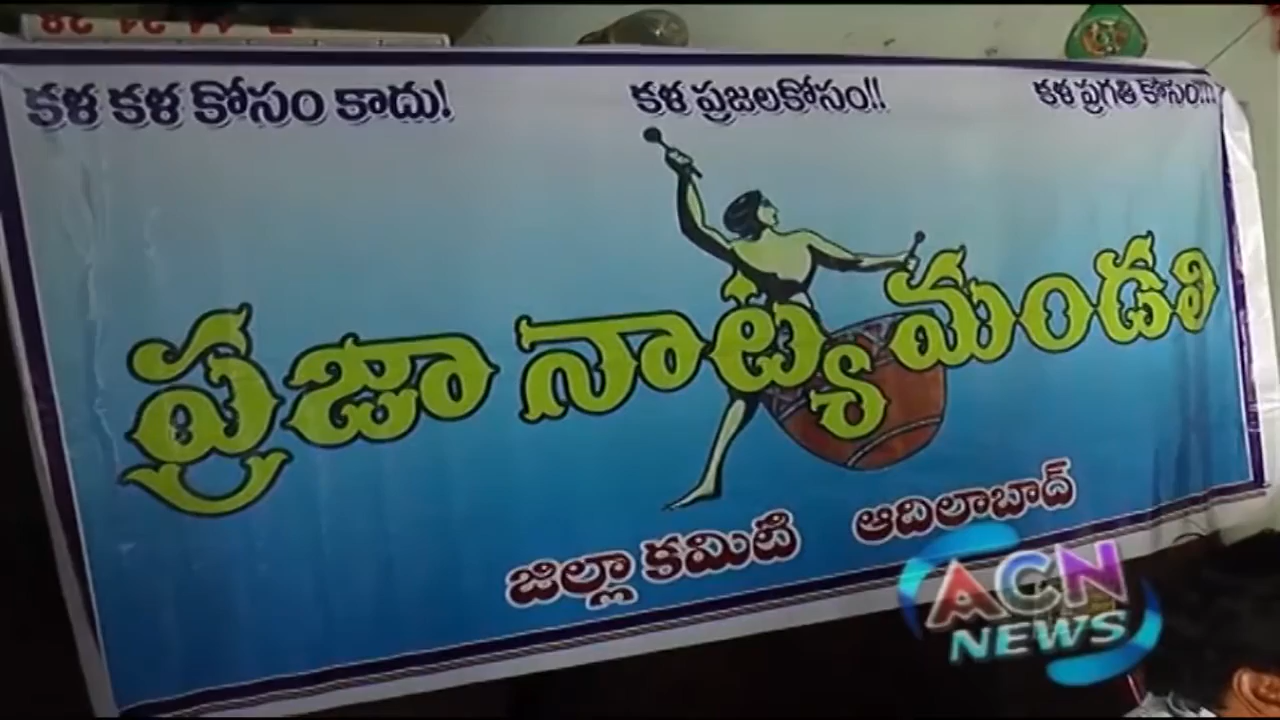 కళ కళ కోసం కాదు!
కళ ప్రజలకోసం!!
కళ ప్రగతి కోసం!!!
ప్రజా నాట్య మండలి
జిల్లా కమిటి ఆదిలాబాద్
ACN
NEWS